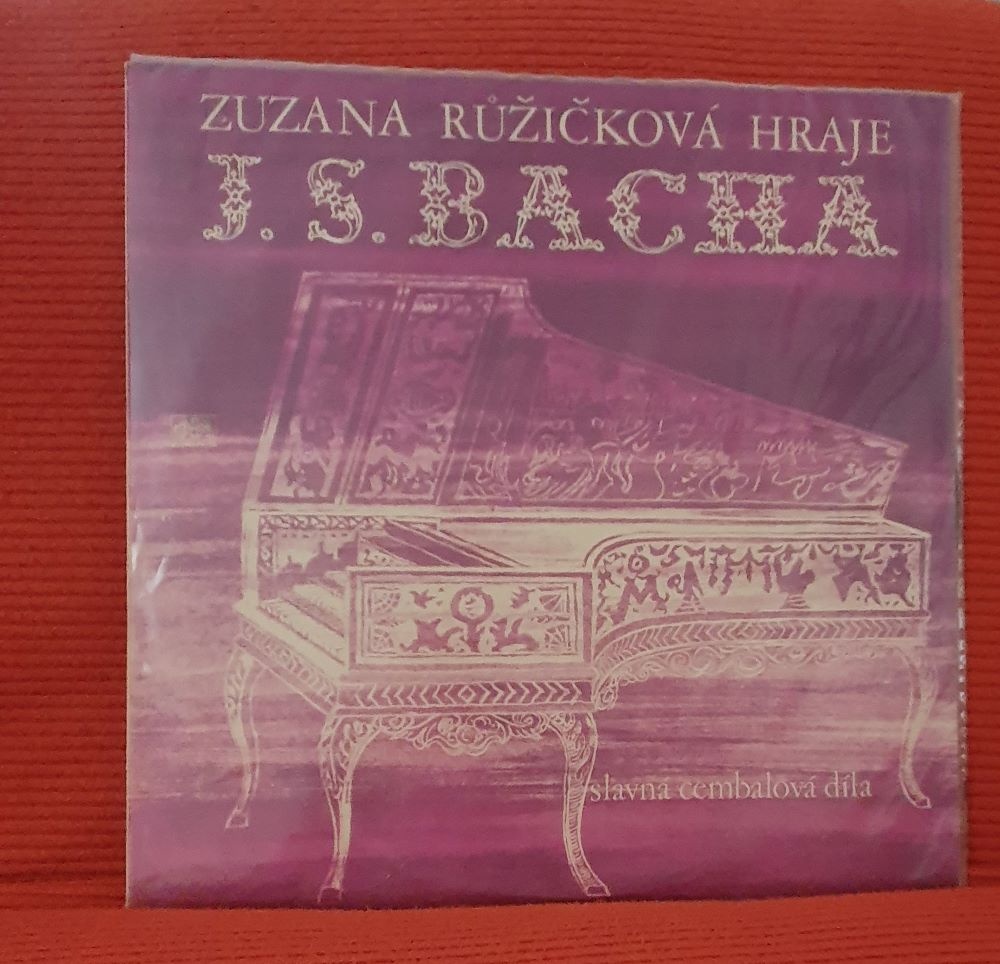 ZUZANA RŮŽIČKOVÁ HRAJE
J. S. BACHA
slavná cembalová díla